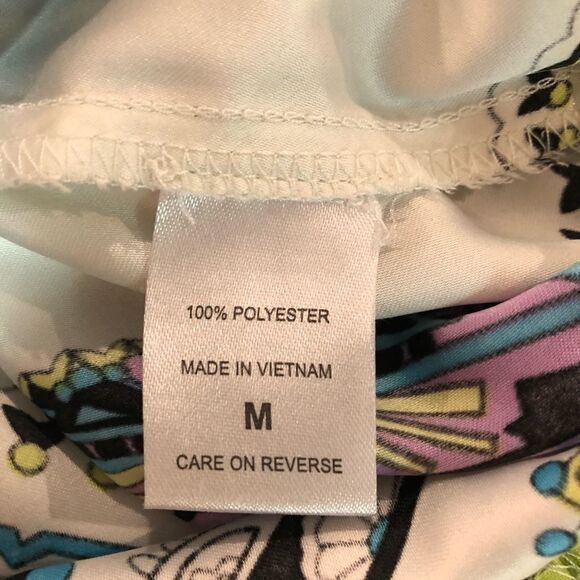 100% POLYESTER
MADE IN VIETNAM
M
CARE ON REVERSE